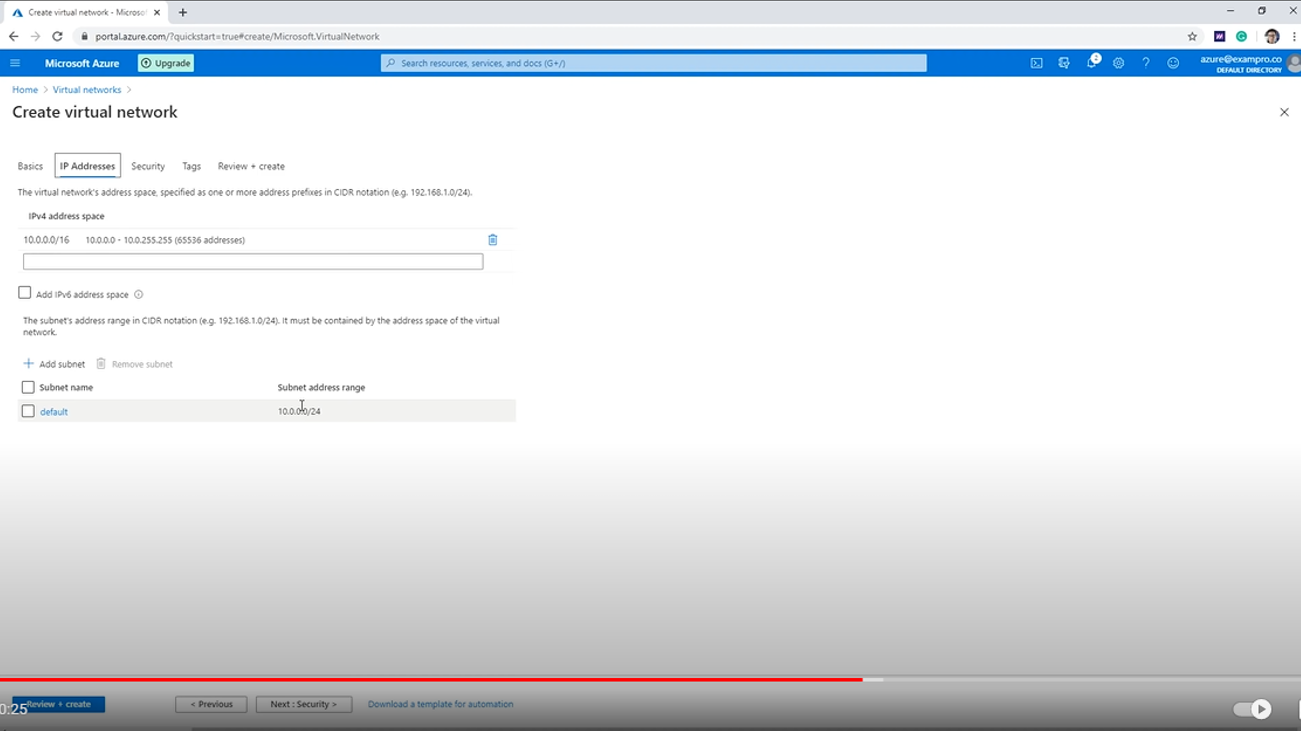 Create virtual network - Microso
portal.azure.com/?quickstart=true#create/Microsoft.VirtualNetwork
Microsoft Azure
Upgrade
Search resources, services, and docs (G+/)
2
azure@exampro.co
DEFAULT DIRECTORY
Home > Virtual networks >
Create virtual network
Basics IP Addresses Security Tags Review + create
The virtual network's address space, specified as one or more address prefixes in CIDR notation (e.g. 192.168.1.0/24).
IPv4 address space
10.0.0.0/16 10.0.0.0 - 10.0.255.255 (65536 addresses)
Add IPv6 address space
The subnet's address range in CIDR notation (e.g. 192.168.1.0/24). It must be contained by the address space of the virtual
network.
+ Add subnet Remove subnet
Subnet name Subnet address range
default 10.0.0.0/24
Review + create < Previous Next : Security > Download a template for automation
0:25